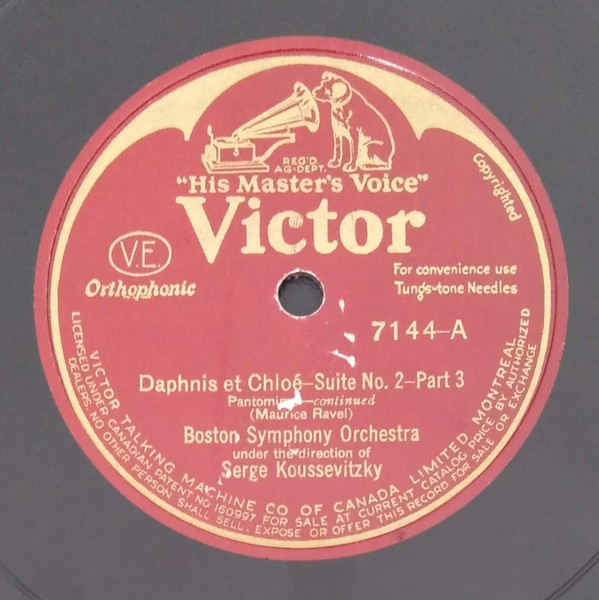 REG'D
AG-DEPT.
"His Master's Voice"
Victor
Copyrighted
V.E.
Orthophonic
For convenience use
Tungs-tone Needles
7144-A
Daphnis et Chloé-Suite No. 2-Part 3
continued
(Maurice Ravel)
Boston Symphony Orchestra
under the direction of
Serge Koussevitzky
VICTOR TALKING MACHINE CO OF CANADA LIMITED, MONTREAL
LICENSED UNDER CANADIAN PATENT NO. 160997 FOR SALE AT CURRENT CATALOG PRICE BY AUTHORIZED
DEALERS, NO OTHER PERSON SHALL SELL, EXPOSE OR OFFER THIS RECORD FOR SALE OR EXCHANGE